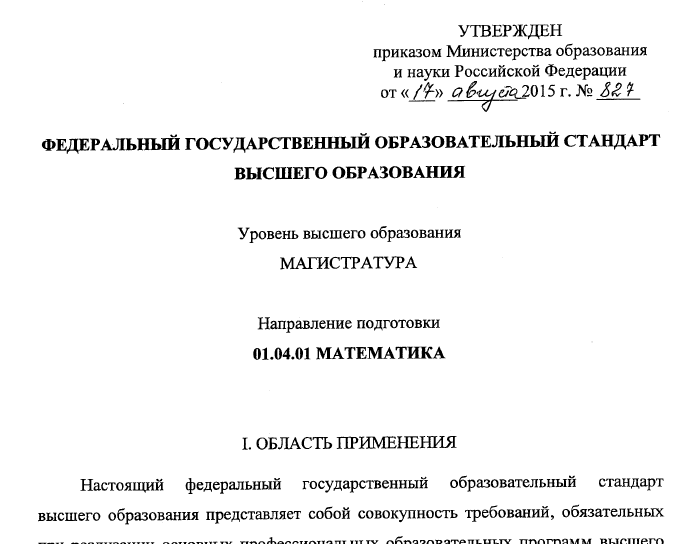 УТВЕРЖДЕН
приказом Министерства образования
и науки Российской Федерации
от «17» августа 2015 г. № 827
ФЕДЕРАЛЬНЫЙ ГОСУДАРСТВЕННЫЙ ОБРАЗОВАТЕЛЬНЫЙ СТАНДАРТ
ВЫСШЕГО ОБРАЗОВАНИЯ
Уровень высшего образования
МАГИСТРАТУРА
Направление подготовки
01.04.01 МАТЕМАТИКА
I. ОБЛАСТЬ ПРИМЕНЕНИЯ
Настоящий федеральный государственный образовательный стандарт
высшего образования представляет собой совокупность требований, обязательных
при реализации основных профессиональных образовательных программ высшего